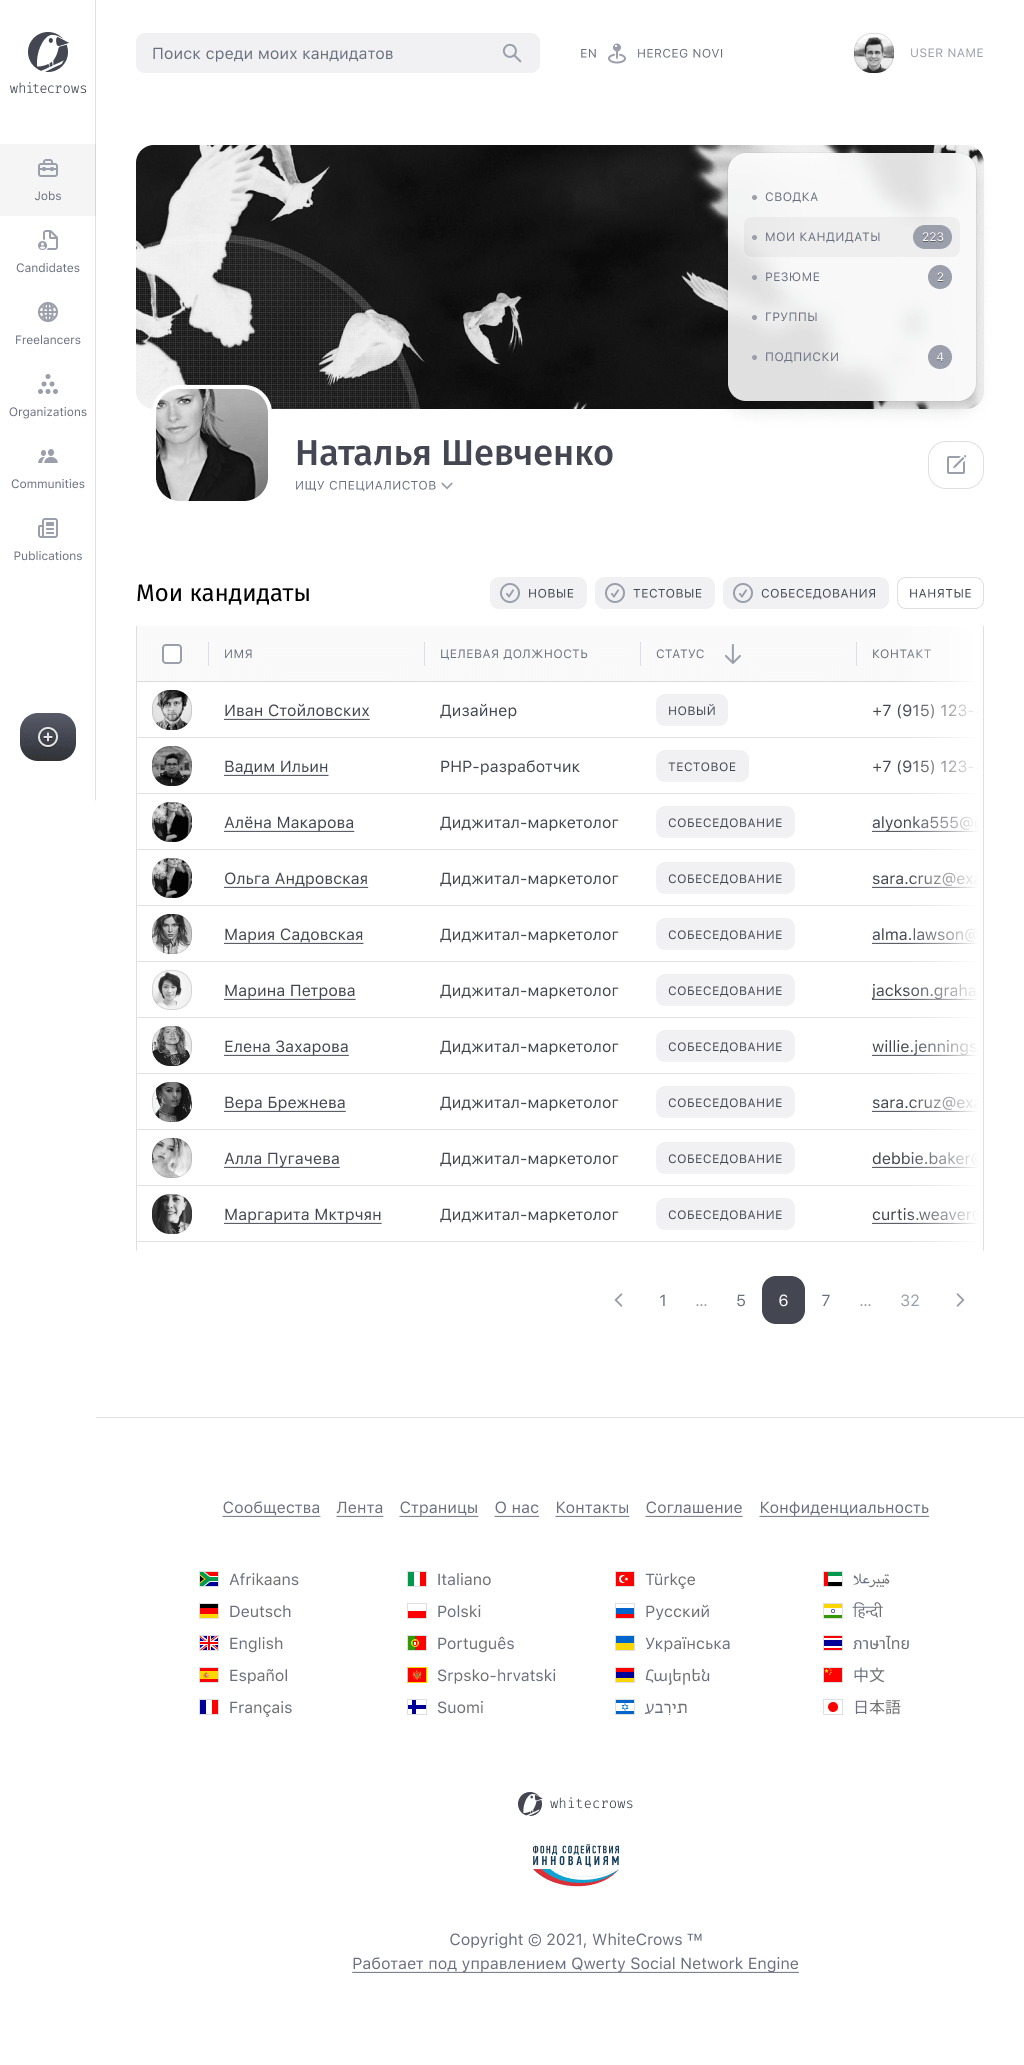 whitecrows
Поиск среди моих кандидатов
EN
HERCEG NOVI
USER NAME
Jobs
Candidates
Freelancers
Organizations
Communities
Publications
СВОДКА
МОИ КАНДИДАТЫ 223
РЕЗЮМЕ 2
ГРУППЫ
ПОДПИСКИ 4
Наталья Шевченко
ИЩУ СПЕЦИАЛИСТОВ
Мои кандидаты
НОВЫЕ ТЕСТОВЫЕ СОБЕСЕДОВАНИЯ НАНЯТЫЕ
ИМЯ ЦЕЛЕВАЯ ДОЛЖНОСТЬ СТАТУС КОНТАКТ
Иван Стойловских Дизайнер НОВЫЙ +7 (915) 123-
Вадим Ильин PHP-разработчик ТЕСТОВОЕ +7 (915) 123-
Алёна Макарова Диджитал-маркетолог СОБЕСЕДОВАНИЕ alyonka555@
Ольга Андровская Диджитал-маркетолог СОБЕСЕДОВАНИЕ sara.cruz@ex
Мария Садовская Диджитал-маркетолог СОБЕСЕДОВАНИЕ alma.lawson@
Марина Петрова Диджитал-маркетолог СОБЕСЕДОВАНИЕ jackson.graha
Елена Захарова Диджитал-маркетолог СОБЕСЕДОВАНИЕ willie.jennings
Вера Брежнева Диджитал-маркетолог СОБЕСЕДОВАНИЕ sara.cruz@ex
Алла Пугачева Диджитал-маркетолог СОБЕСЕДОВАНИЕ debbie.baker@
Маргарита Мктрчян Диджитал-маркетолог СОБЕСЕДОВАНИЕ curtis.weaver@
1 ... 5 6 7 ... 32
Сообщества Лента Страницы О нас Контакты Соглашение Конфиденциальность
Afrikaans Italiano Türkçe ةيبرعلا
Deutsch Polski Русский हिन्दी
English Português Українська ภาษาไทย
Español Srpsko-hrvatski Հայերեն 中文
Français Suomi תירבע 日本語
whitecrows
ФОНД СОДЕЙСТВИЯ
ИННОВАЦИЯМ
Copyright © 2021, WhiteCrows ™
Работает под управлением Qwerty Social Network Engine